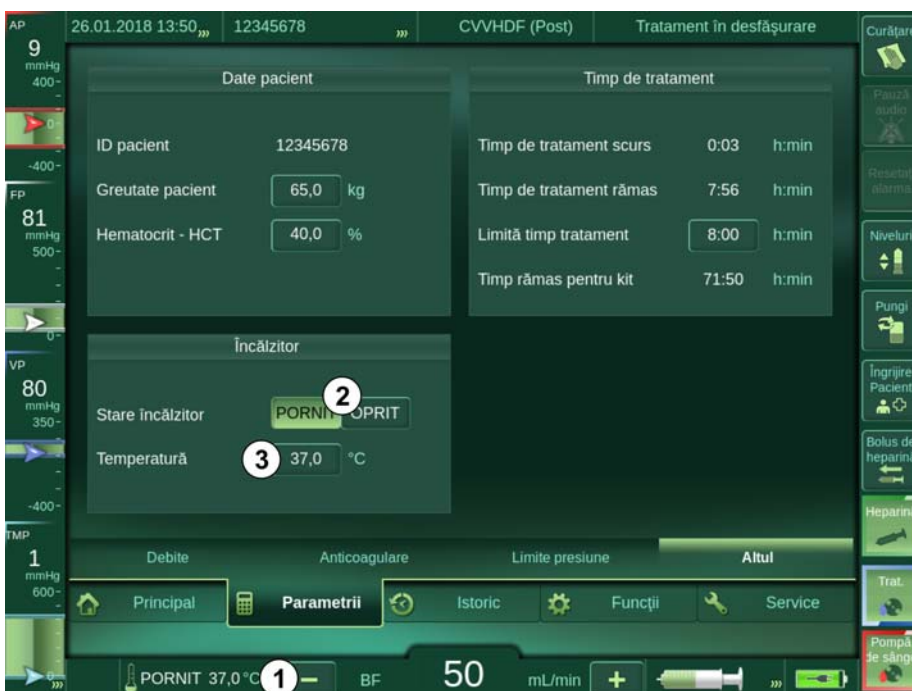 26.01.2018 13:50 12345678 CVVHDF (Post) Tratament în desfăşurare
AP
9
mmHg
400
0
-400
FP
81
mmHg
500
0
VP
80
mmHg
350
-400
TMP
1
mmHg
600
Date pacient
ID pacient 12345678
Greutate pacient 65,0 kg
Hematocrit - HCT 40,0 %
Timp de tratament
Timp de tratament scurs 0:03 h:min
Timp de tratament rămas 7:56 h:min
Limită timp tratament 8:00 h:min
Timp rămas pentru kit 71:50 h:min
Încălzitor
Stare încălzitor PORNIT 2 OPRIT
Temperatură 3 37,0 °C
Debite Anticoagulare Limite presiune Altul
Principal Parametrii Istoric Funcţii Service
PORNIT 37,0 °C 1 − BF 50 mL/min +
Curăţare
Pauză
audio
Resetaţi
alarma
Niveluri
Pungi
Îngrijire
Pacient
Bolus de
heparină
Heparină
Trat.
Pompă
de sânge